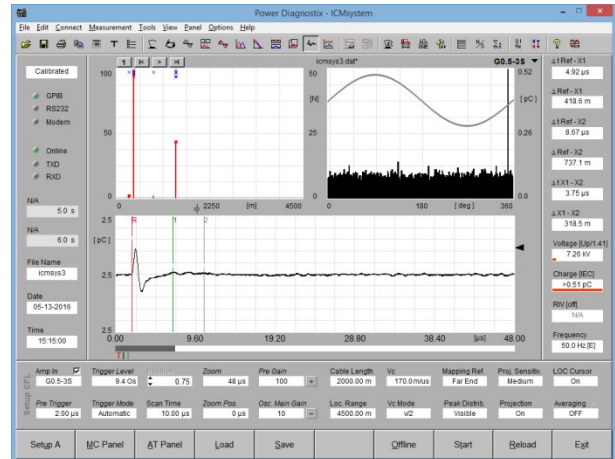 Power Diagnostix - ICMsystem
File Edit Connect Measurement Tools View Panel Options Help
Calibrated
GPIB
RS232
Modem
Online
TXD
RXD
N/A
5.0 s
N/A
6.0 s
File Name
icmsys3
Date
05-13-2016
Time
15:15:00
1
100
50
0
0 2250 [m] 4500
icmsys3.dat*
G0.5-3S
50 0.52
[N] [pC]
25 0.26
0 0.0
0 180 [deg] 360
2.5 R 1 2
[pC]
2.5
2.5
0.00 9.00 28.80 38.40 [µs] 48.00
Δt Ref - X1
4.92 µs
Δ Ref - X1
418.6 m
Δt Ref - X2
8.67 µs
Δ Ref - X2
737.1 m
Δt X1 - X2
3.75 µs
Δ X1 - X2
318.5 m
Voltage [Up/1.41]
7.26 kV
Charge [IEC]
>0.51 pC
RIV [off]
N/A
Frequency
50.0 Hz [E]
Setup CFL
Amp In Trigger Level Zoom Pre Gain Cable Length Vc Mapping Ref. Proj. Sensitiv. LOC Cursor
G0.5-3S 9.4 Os 0.75 48 µs 100 2000.00 m 170.0 m/us Far End Medium On
Pre Trigger Trigger Mode Scan Time Zoom Pos. Osc. Main Gain Loc. Range Vc Mode Peak Distrib. Projection Averaging
2.00 µs Automatic 10.00 µs 0 µs 10 4500.00 m v/2 Visible On OFF
Setup A MC Panel AT Panel Load Save Offline Start Reload Exit